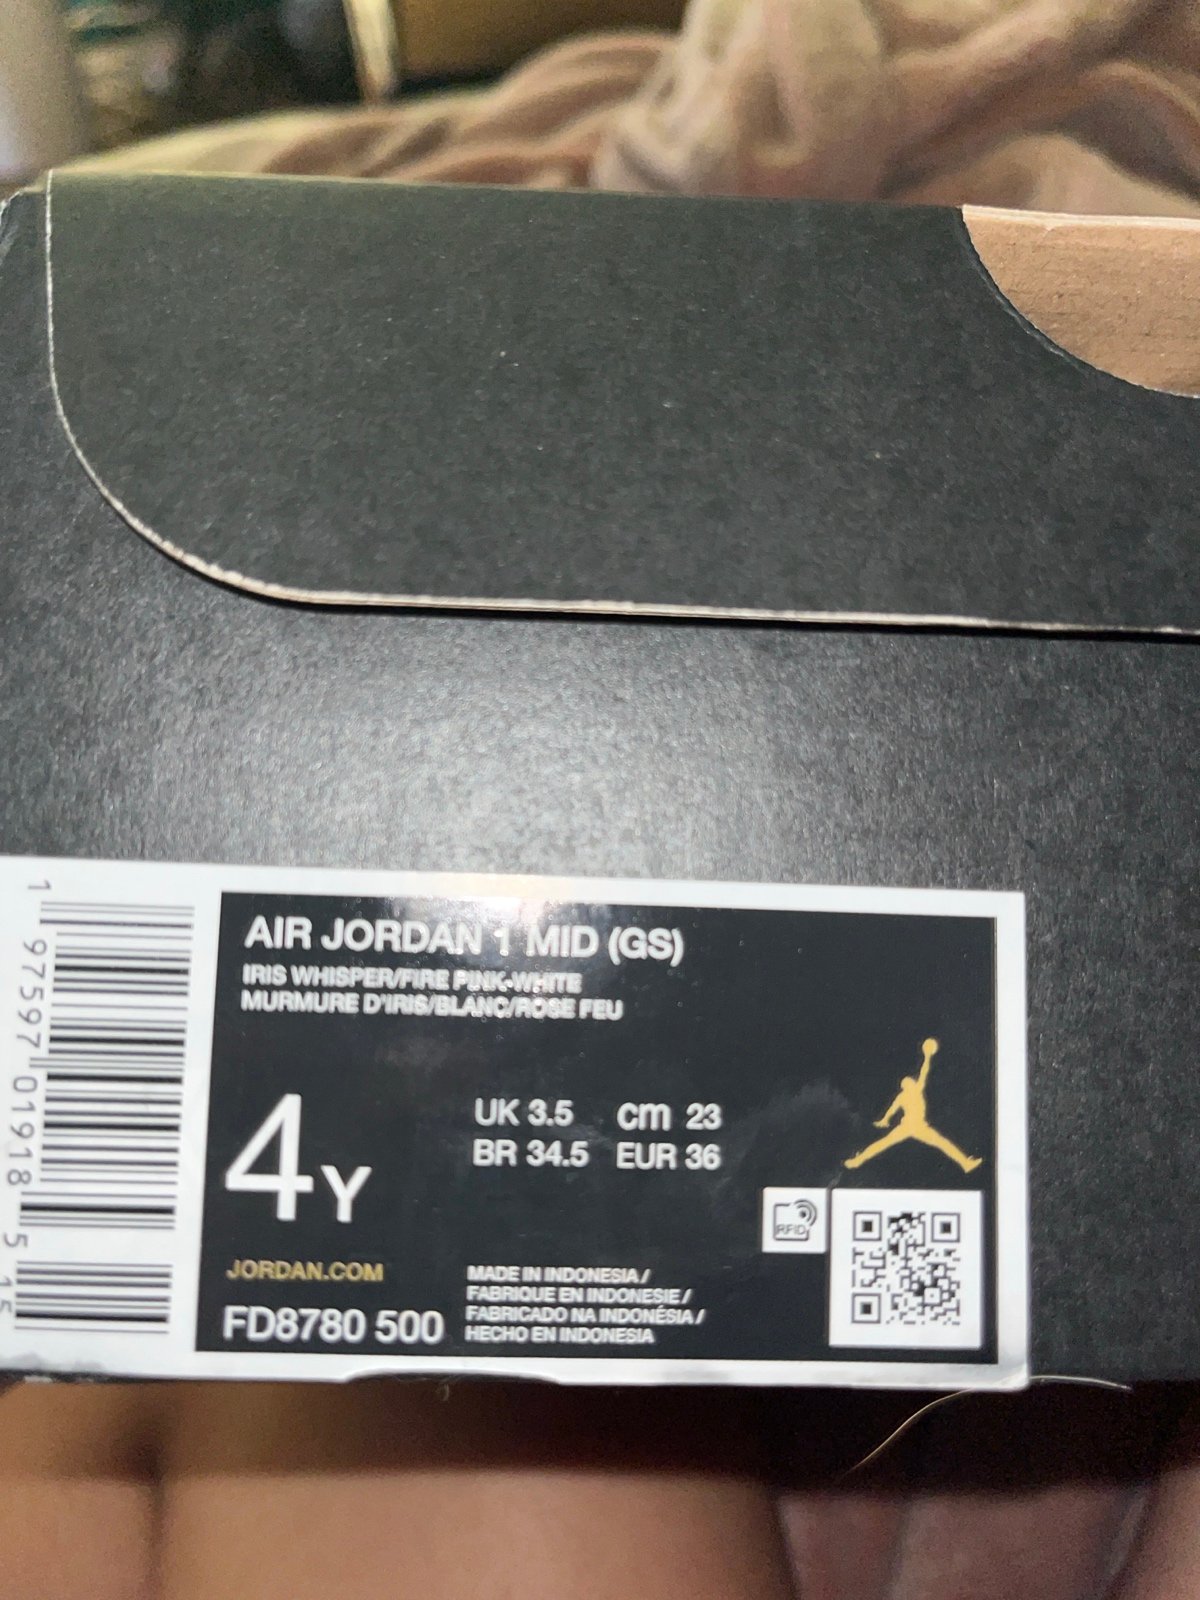 AIR JORDAN 1 MID (GS)
IRIS WHISPER/FIRE PINK-WHITE
MURMURE D'IRIS/BLANC/ROSE FEU
4Y
UK 3.5 cm 23
BR 34.5 EUR 36
RFID
JORDAN.COM
FD8780 500
MADE IN INDONESIA /
FABRIQUE EN INDONESIE /
FABRICADO NA INDONÉSIA /
HECHO EN INDONESIA
1 97597 01918 5 15